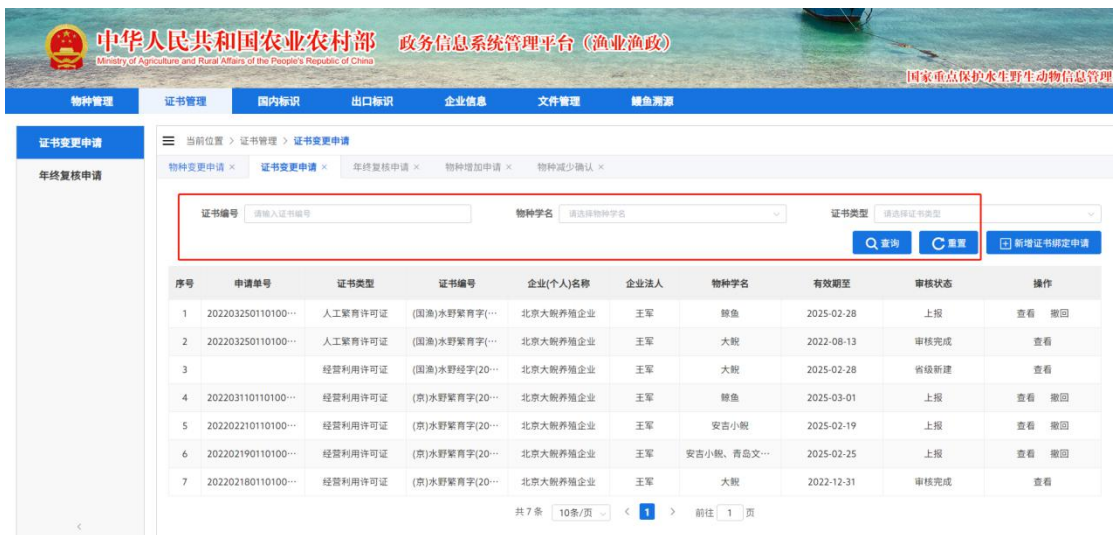 中华人民共和国农业农村部 政务信息系统管理平台（渔业渔政）
Ministry of Agriculture and Rural Affairs of the People's Republic of China
国家重点保护水生野生动物信息管理
物种管理 证书管理 国内标识 出口标识 企业信息 文件管理 鳗鱼溯源
证书变更申请
年终复核申请
当前位置 > 证书管理 > 证书变更申请
物种变更申请 × 证书变更申请 × 年终复核申请 × 物种增加申请 × 物种减少确认 ×
证书编号 请输入证书编号 物种学名 请选择物种学名 证书类型 请选择证书类型
查询 重置 新增证书绑定申请
序号 申请单号 证书类型 证书编号 企业(个人)名称 企业法人 物种学名 有效期至 审核状态 操作
1 202203250110100… 人工繁育许可证 (国渔)水野繁育字(… 北京大鲵养殖企业 王军 鲸鱼 2025-02-28 上报 查看 撤回
2 202203250110100… 人工繁育许可证 (国渔)水野繁育字(… 北京大鲵养殖企业 王军 大鲵 2022-08-13 审核完成 查看
3 经营利用许可证 (国渔)水野经字(20… 北京大鲵养殖企业 王军 大鲵 2025-02-28 省级新建 查看
4 202203110110100… 经营利用许可证 (京)水野繁育字(20… 北京大鲵养殖企业 王军 鲸鱼 2025-03-01 上报 查看 撤回
5 202202210110100… 经营利用许可证 (京)水野繁育字(20… 北京大鲵养殖企业 王军 安吉小鲵 2025-02-19 上报 查看 撤回
6 202202190110100… 经营利用许可证 (京)水野繁育字(20… 北京大鲵养殖企业 王军 安吉小鲵、青岛文… 2025-02-25 上报 查看 撤回
7 202202180110100… 经营利用许可证 (京)水野繁育字(20… 北京大鲵养殖企业 王军 大鲵 2022-12-31 审核完成 查看
共 7 条 10条/页 < 1 > 前往 1 页